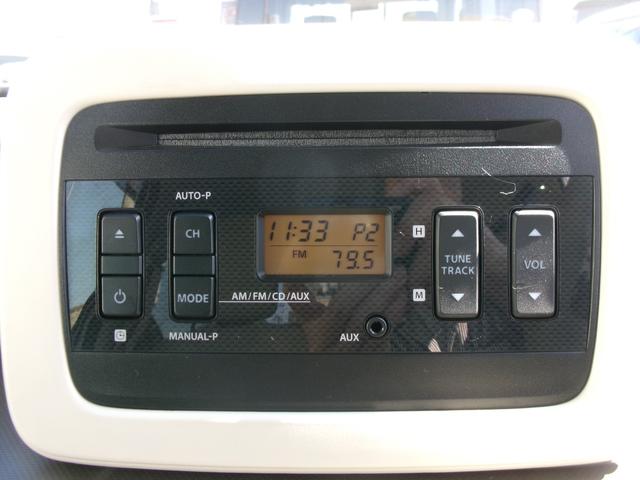 AUTO-P
CH
MODE
AM/FM/CD/AUX
MANUAL-P
11:33 P2
FM
79.5
H
M
AUX
TUNE
TRACK
VOL